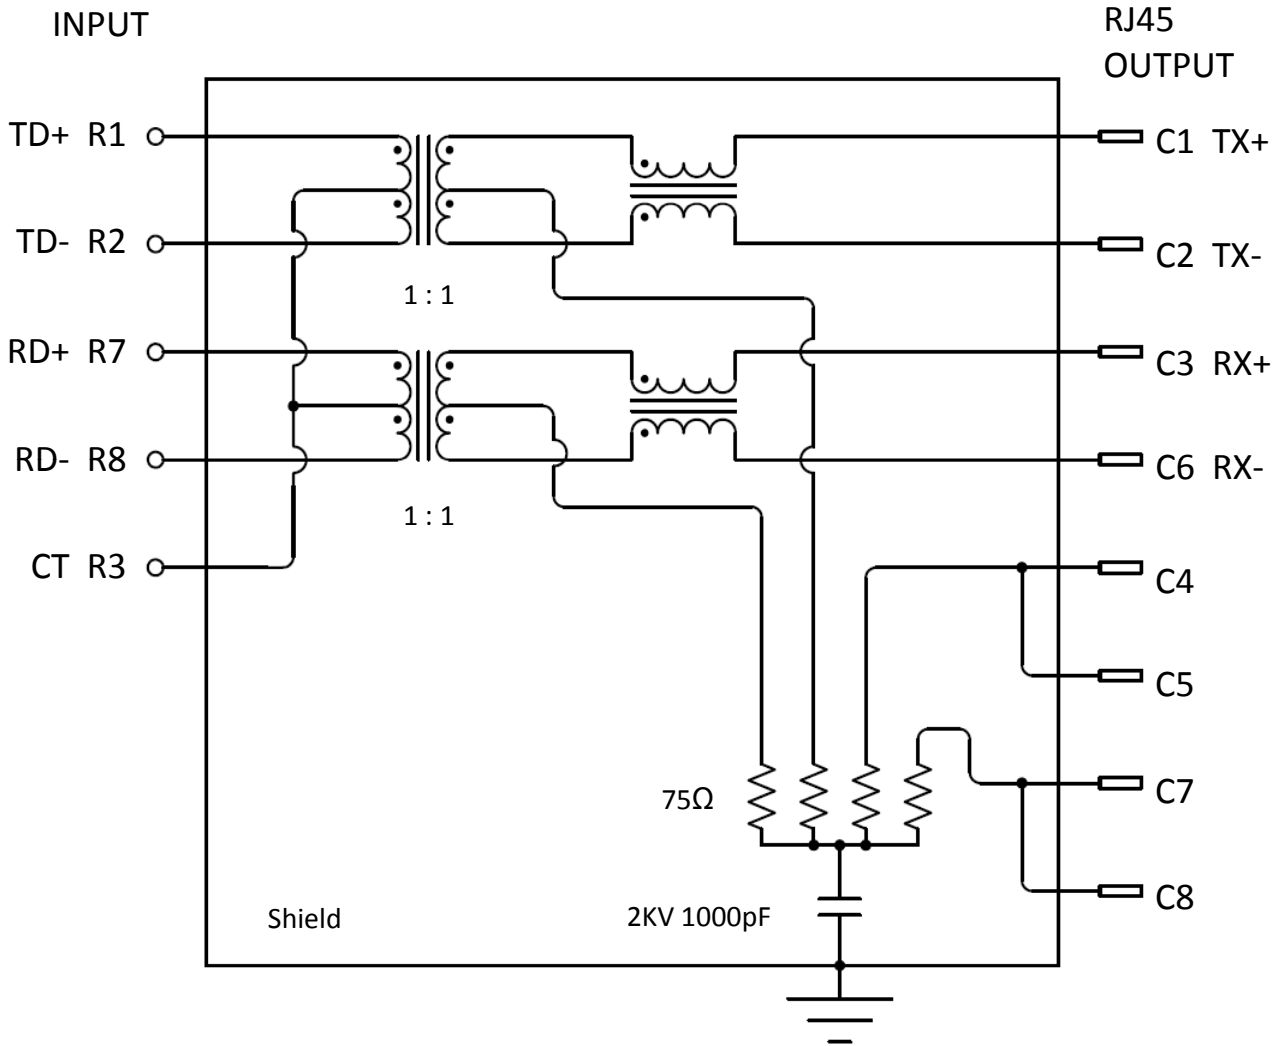 INPUT
RJ45
OUTPUT
TD+ R1
C1 TX+
TD- R2
C2 TX-
1 : 1
RD+ R7
C3 RX+
RD- R8
C6 RX-
1 : 1
CT R3
C4
C5
75Ω
C7
C8
Shield
2KV 1000pF